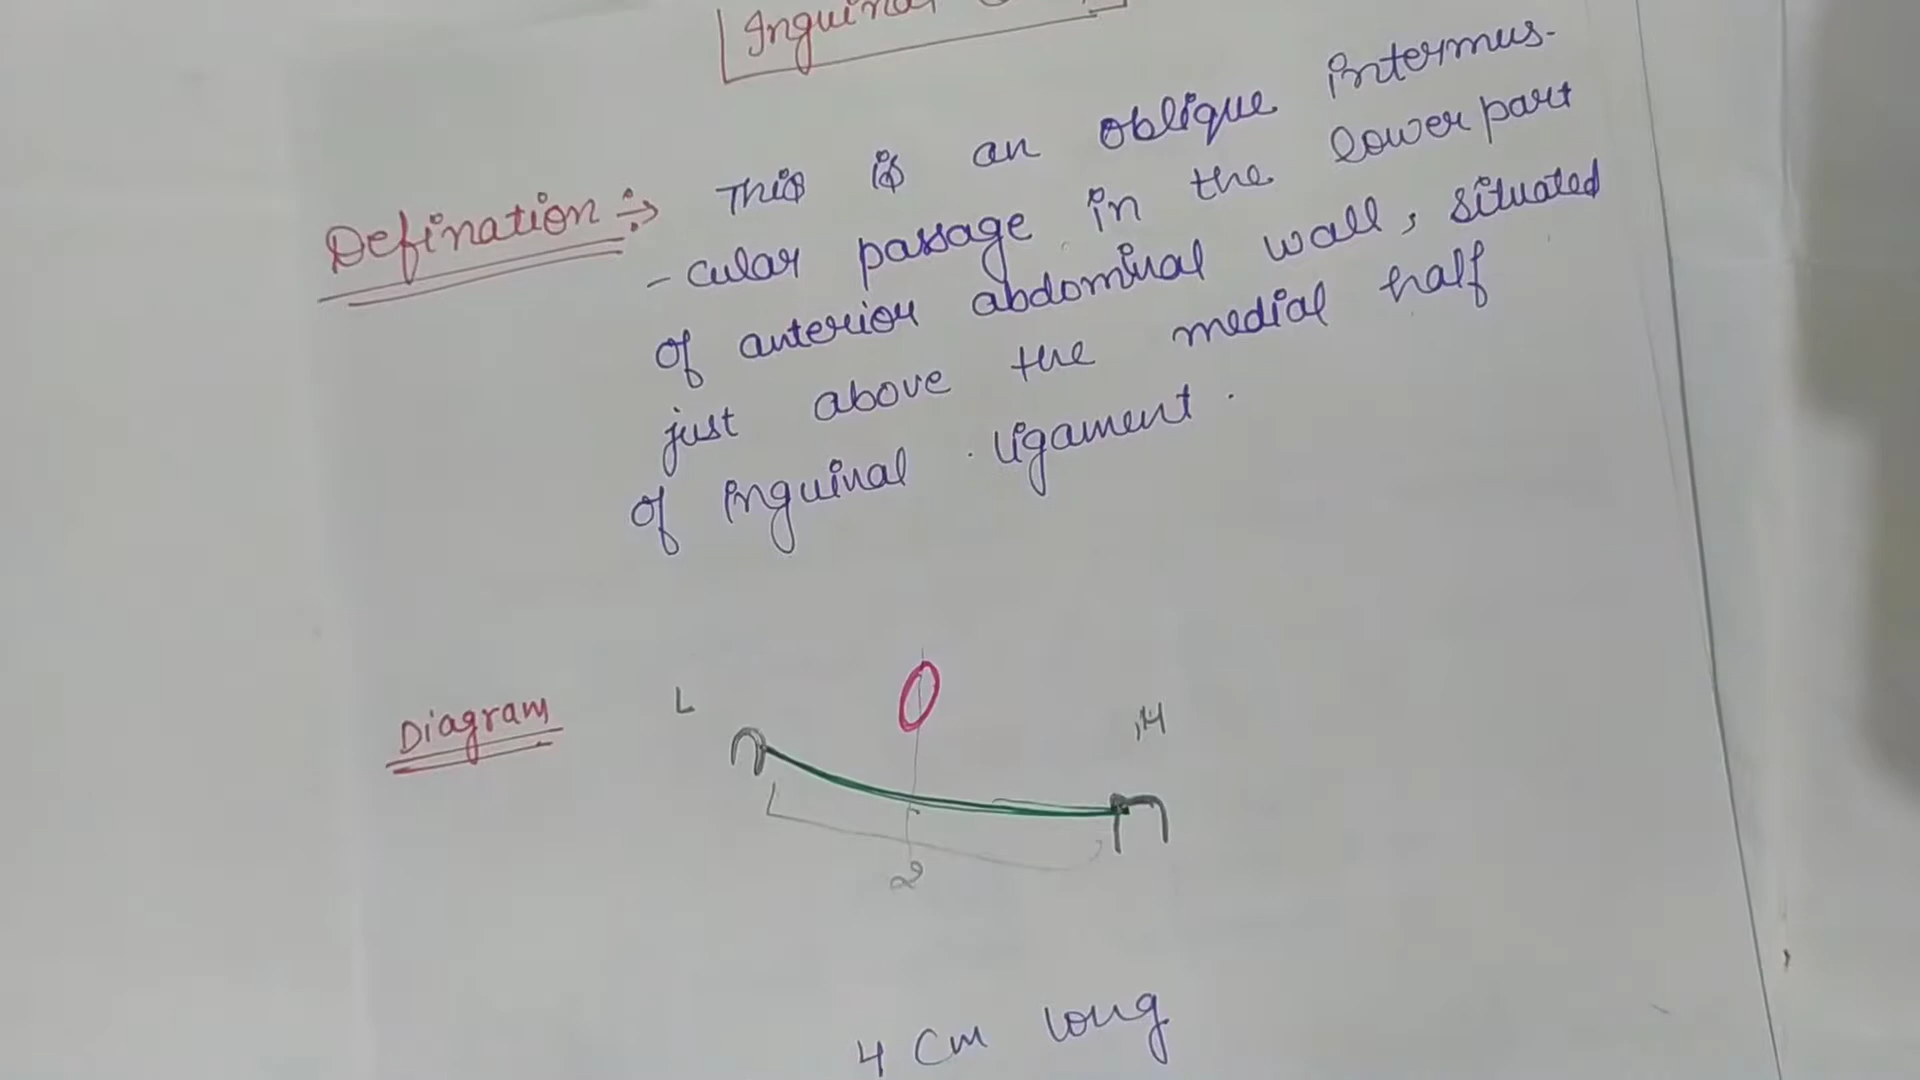 Inguinal
Defination :→ This is an oblique intermus-
-cular passage in the lower part
of anterior abdominal wall, situated
just above the medial half
of inguinal ligament.
Diagram
L
M
2
4 cm long